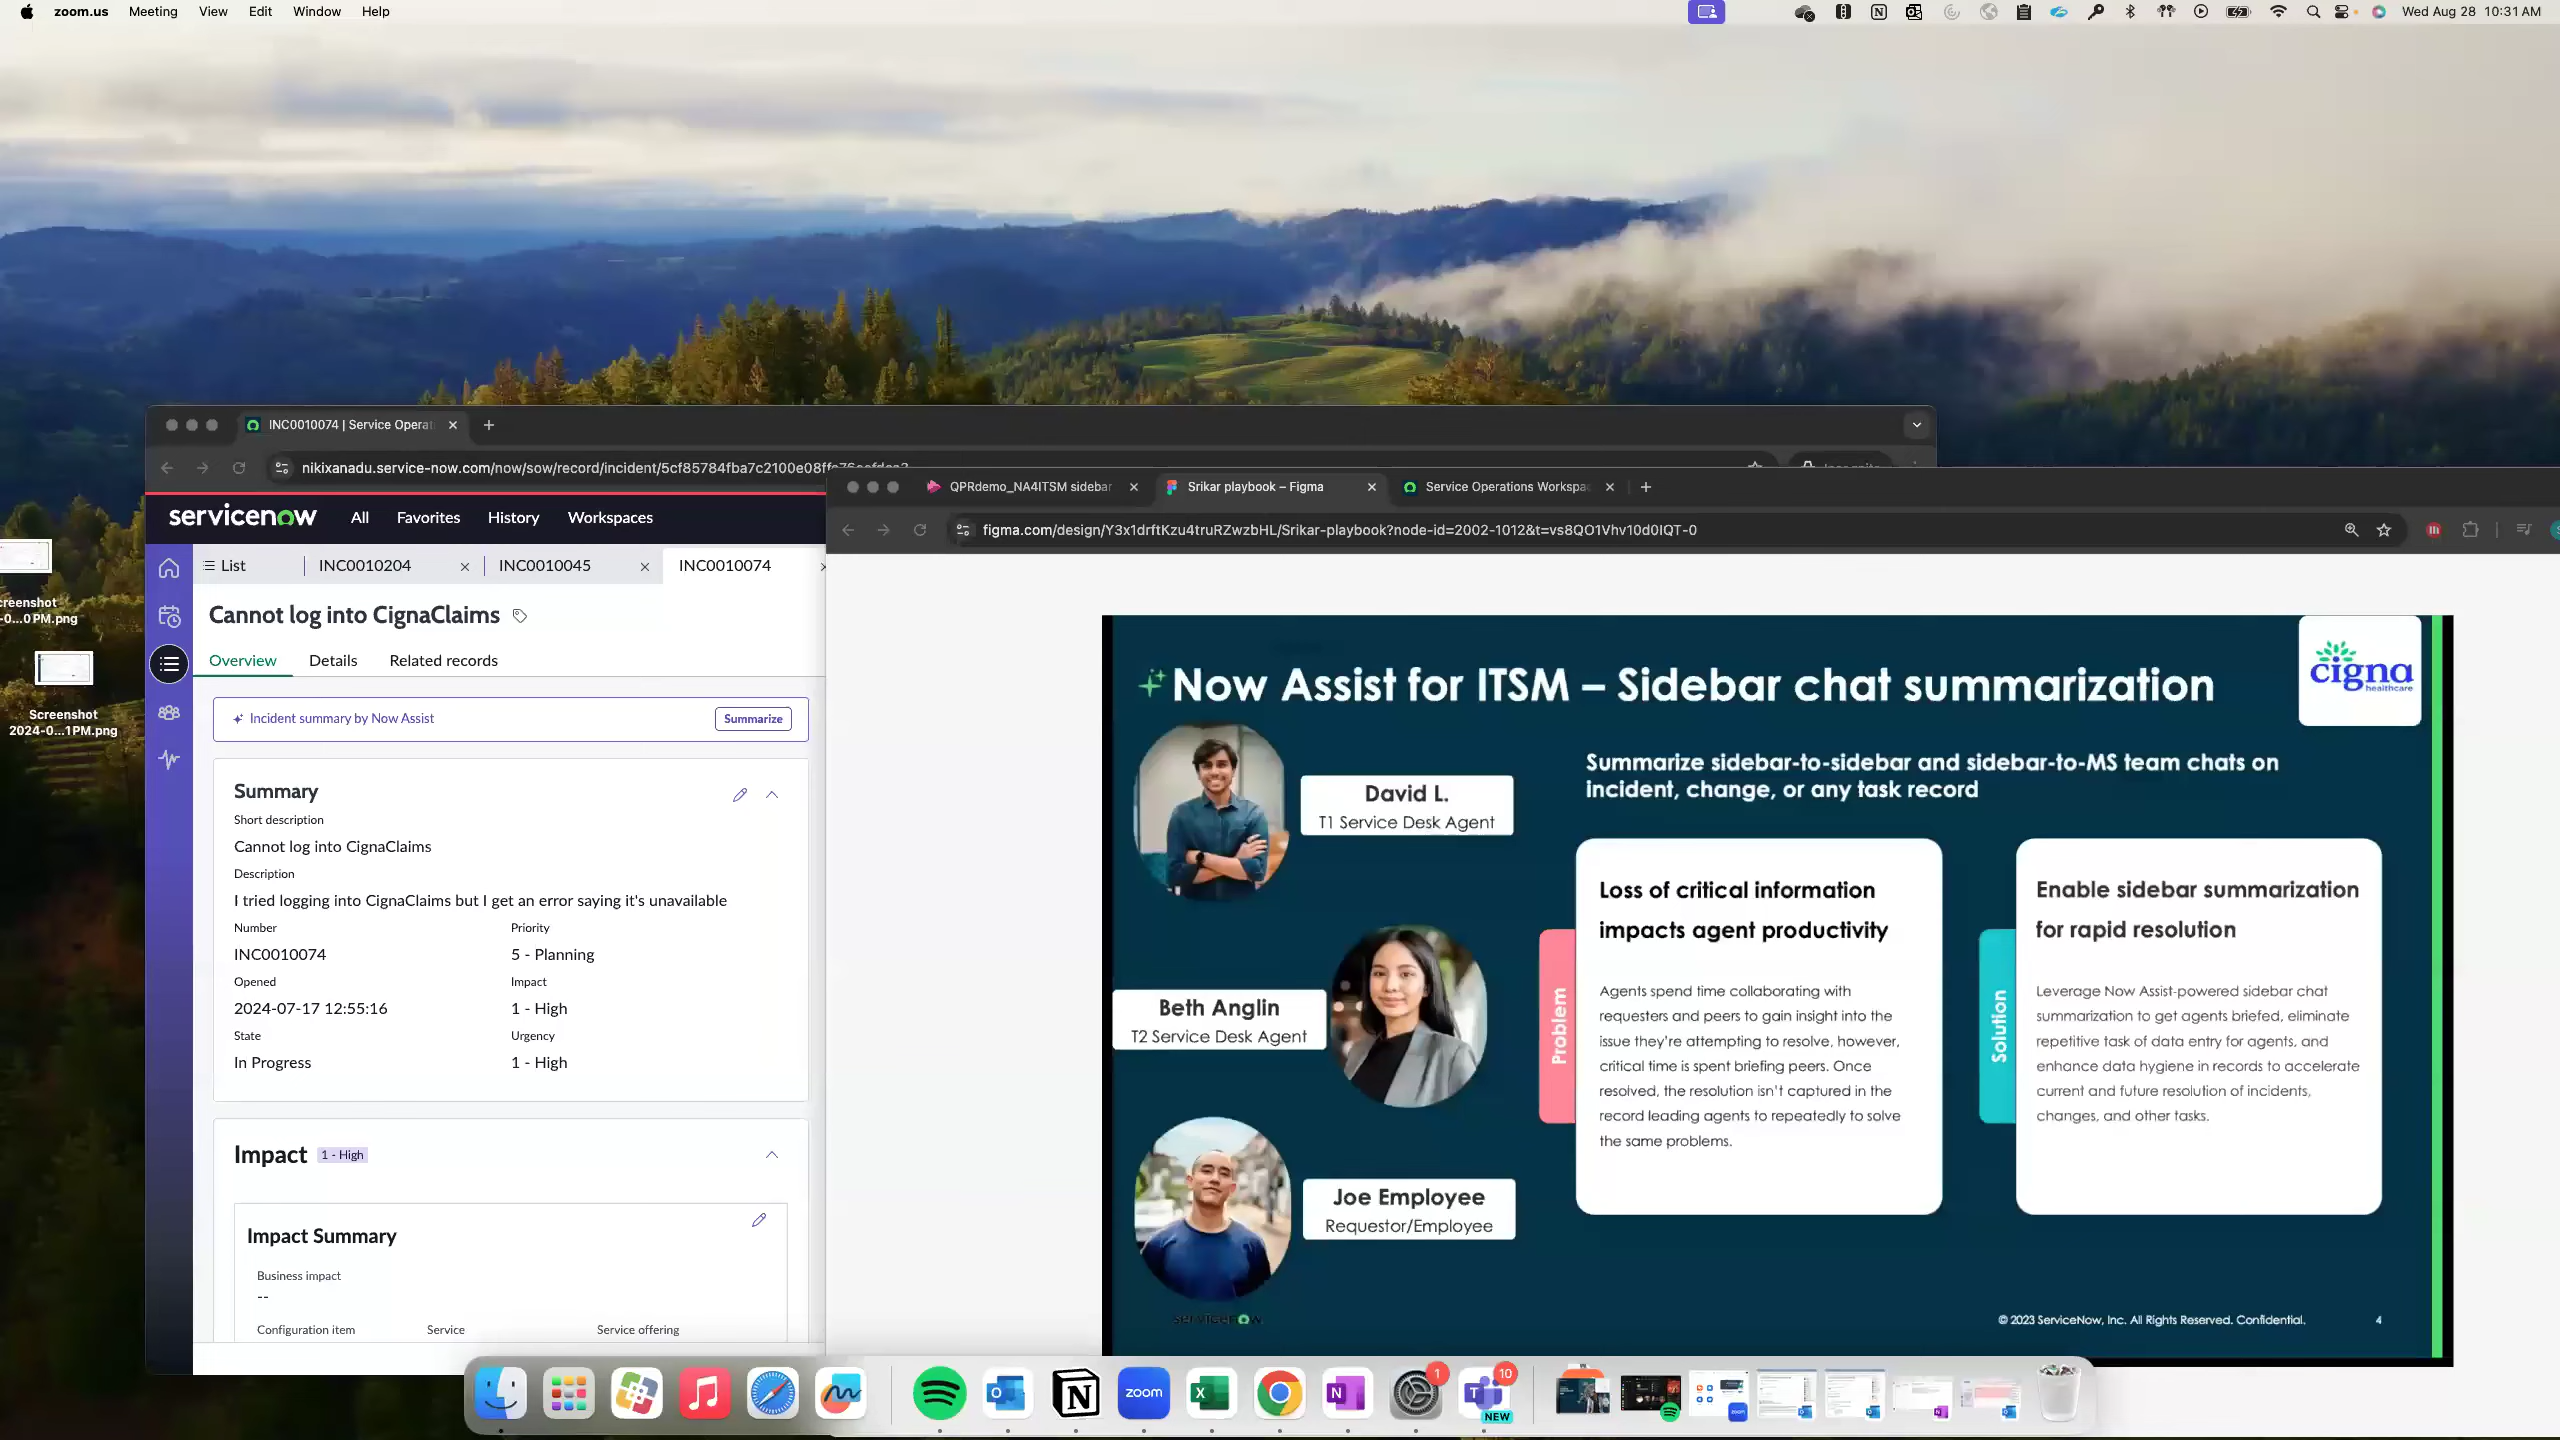 zoom.us Meeting View Edit Window Help
Wed Aug 28 10:31 AM
creenshot
-0...0 PM.png
Screenshot
2024-0...1PM.png
INC0010074 | Service Operat
nikixanadu.service-now.com/now/sow/record/incident/
servicenow All Favorites History Workspaces
List INC0010204 INC0010045 INC0010074
Cannot log into CignaClaims
Overview Details Related records
Incident summary by Now Assist Summarize
Summary
Short description
Cannot log into CignaClaims
Description
I tried logging into CignaClaims but I get an error saying it's unavailable
Number Priority
INC0010074 5 - Planning
Opened Impact
2024-07-17 12:55:16 1 - High
State Urgency
In Progress 1 - High
Impact 1 - High
Impact Summary
Business impact
--
Configuration item Service Service offering
QPRdemo_NA4ITSM sidebar Srikar playbook – Figma Service Operations Workspa
figma.com/design/Y3x1drftKzu4truRZwzbHL/Srikar-playbook?node-id=2002-1012&t=vs8QO1Vhv10d0IQT-0
Now Assist for ITSM – Sidebar chat summarization
cigna
healthcare
David L.
T1 Service Desk Agent
Beth Anglin
T2 Service Desk Agent
Joe Employee
Requestor/Employee
Summarize sidebar-to-sidebar and sidebar-to-MS team chats on
incident, change, or any task record
Problem
Loss of critical information
impacts agent productivity
Agents spend time collaborating with
requesters and peers to gain insight into the
issue they're attempting to resolve, however,
critical time is spent briefing peers. Once
resolved, the resolution isn't captured in the
record leading agents to repeatedly to solve
the same problems.
Solution
Enable sidebar summarization
for rapid resolution
Leverage Now Assist-powered sidebar chat
summarization to get agents briefed, eliminate
repetitive task of data entry for agents, and
enhance data hygiene in records to accelerate
current and future resolution of incidents,
changes, and other tasks.
servicenow
© 2023 ServiceNow, Inc. All Rights Reserved. Confidential. 4
zoom
1
10
NEW